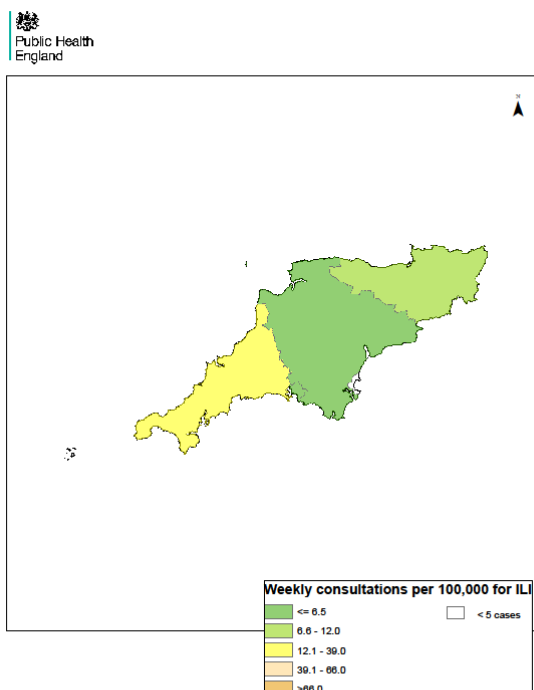 Public Health
England
N
Weekly consultations per 100,000 for ILI
<= 6.5
< 5 cases
6.6 - 12.0
12.1 - 39.0
39.1 - 66.0
>66.0